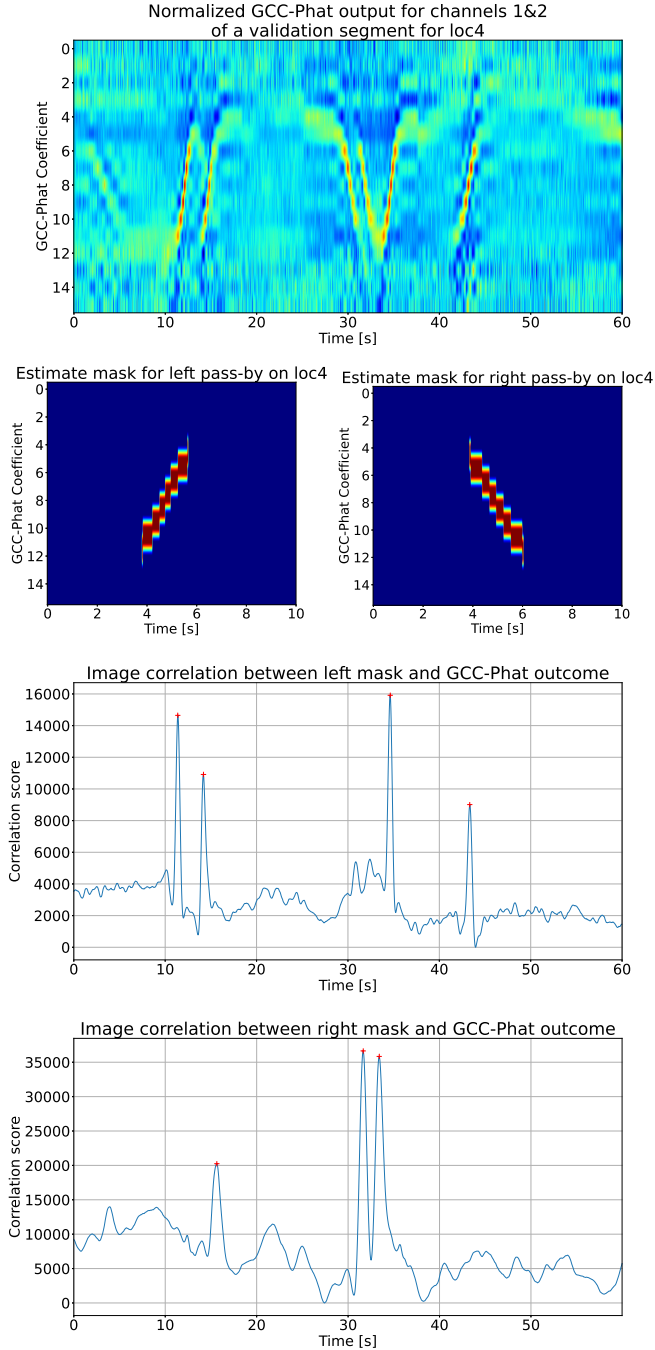 Normalized GCC-Phat output for channels 1&2
of a validation segment for loc4
GCC-Phat Coefficient
0
2
4
6
8
10
12
14
0 10 20 30 40 50 60
Time [s]
Estimate mask for left pass-by on loc4
GCC-Phat Coefficient
0
2
4
6
8
10
12
14
0 2 4 6 8 10
Time [s]
Estimate mask for right pass-by on loc4
GCC-Phat Coefficient
0
2
4
6
8
10
12
14
0 2 4 6 8 10
Time [s]
Image correlation between left mask and GCC-Phat outcome
Correlation score
16000
14000
12000
10000
8000
6000
4000
2000
0
0 10 20 30 40 50 60
Time [s]
Image correlation between right mask and GCC-Phat outcome
Correlation score
35000
30000
25000
20000
15000
10000
5000
0
0 10 20 30 40 50 60
Time [s]